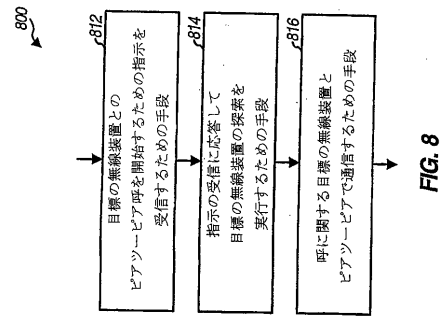 800
812
目標の無線装置との
ピアツーピア呼を開始するための指示を
受信するための手段
814
指示の受信に応答して
目標の無線装置の探索を
実行するための手段
816
呼に関する目標の無線装置と
ピアツーピアで通信するための手段
FIG. 8